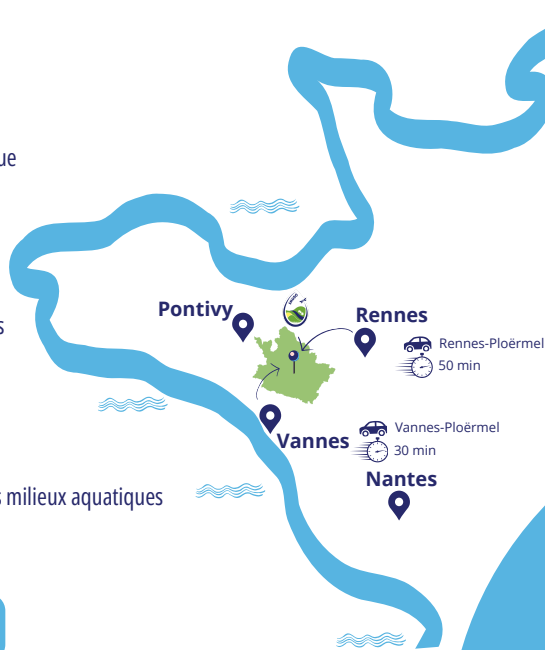 ue
s
Pontivy
Rennes
Rennes-Ploërmel
50 min
Vannes-Ploërmel
Vannes
30 min
Nantes
s milieux aquatiques